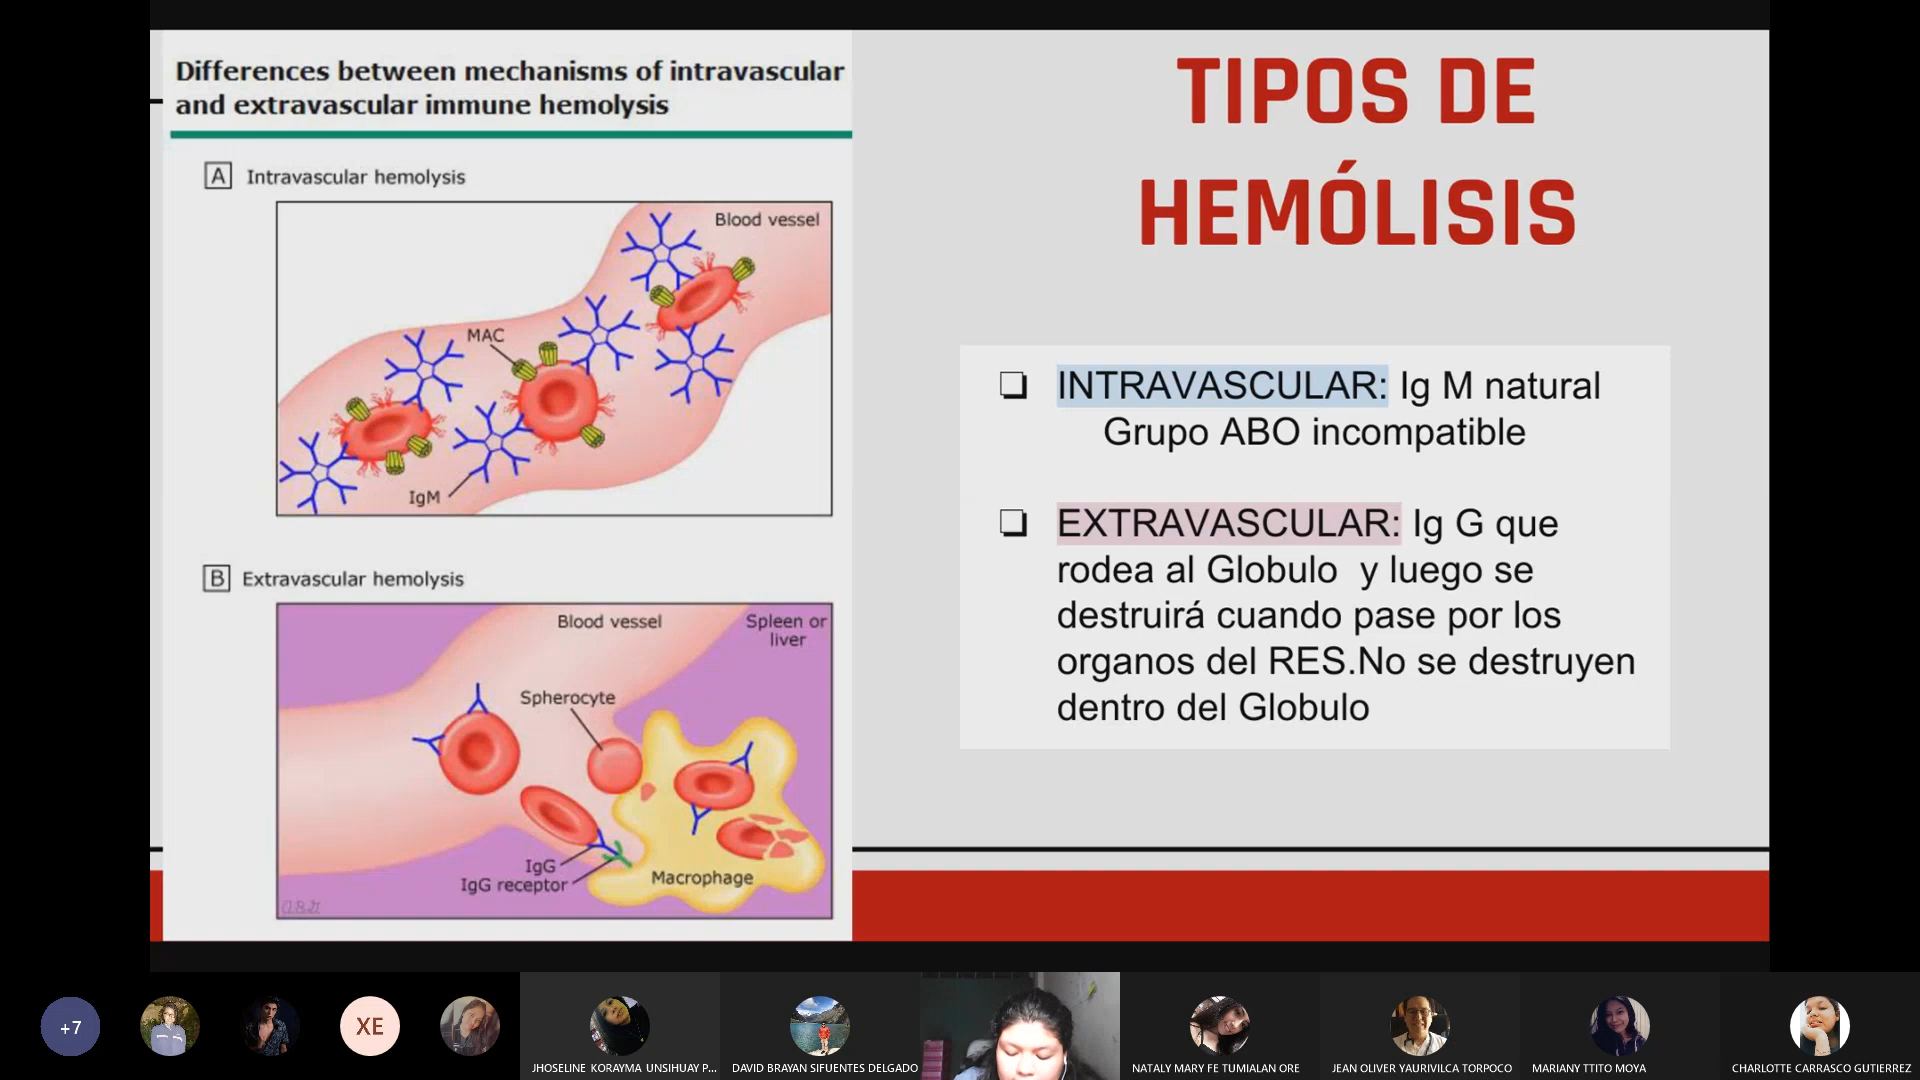 Differences between mechanisms of intravascular
and extravascular immune hemolysis
A Intravascular hemolysis
Blood vessel
MAC
IgM
B Extravascular hemolysis
Blood vessel
Spleen or
liver
Spherocyte
IgG
IgG receptor
Macrophage
TIPOS DE
HEMÓLISIS
❑ INTRAVASCULAR: Ig M natural
Grupo ABO incompatible
❑ EXTRAVASCULAR: Ig G que
rodea al Globulo y luego se
destruirá cuando pase por los
organos del RES.No se destruyen
dentro del Globulo
+7
XE
JHOSELINE KORAYMA UNSIHUAY P...
DAVID BRAYAN SIFUENTES DELGADO
NATALY MARY FE TUMIALAN ORE
JEAN OLIVER YAURIVILCA TORPOCO
MARIANY TTITO MOYA
CHARLOTTE CARRASCO GUTIERREZ